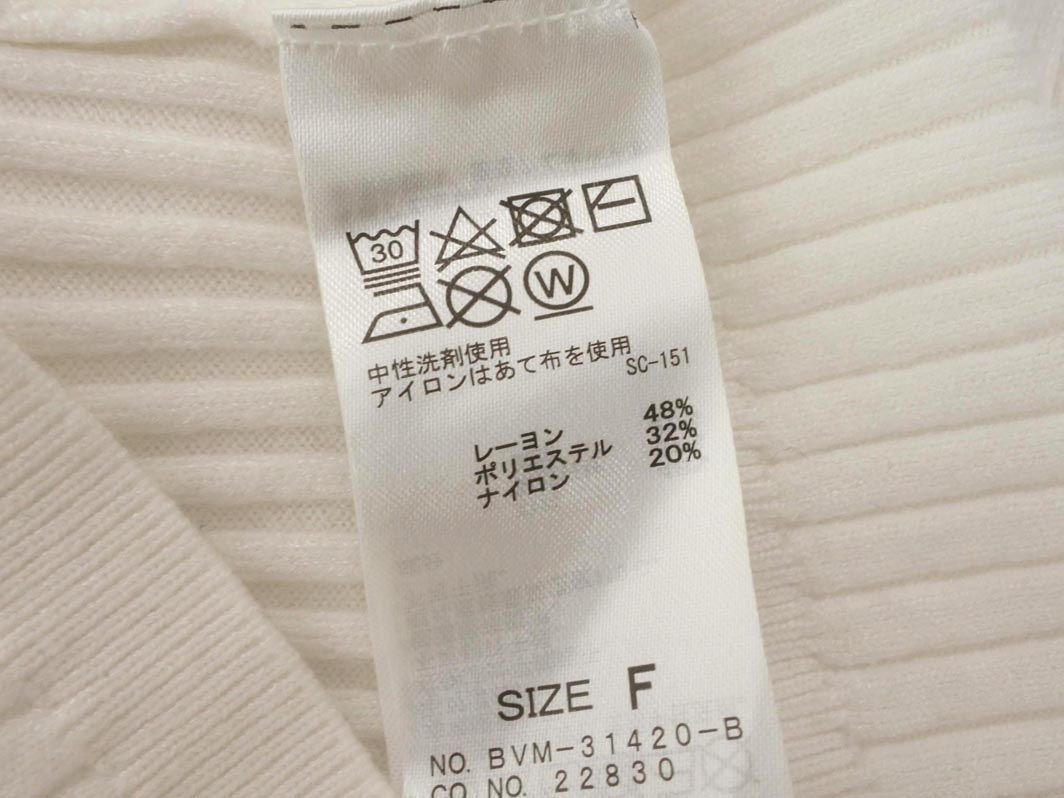 30
W
中性洗剤使用
アイロンはあて布を使用
SC-151
レーヨン 48%
ポリエステル 32%
ナイロン 20%
SIZE F
NO. BVM-31420-B
CO NO. 22830